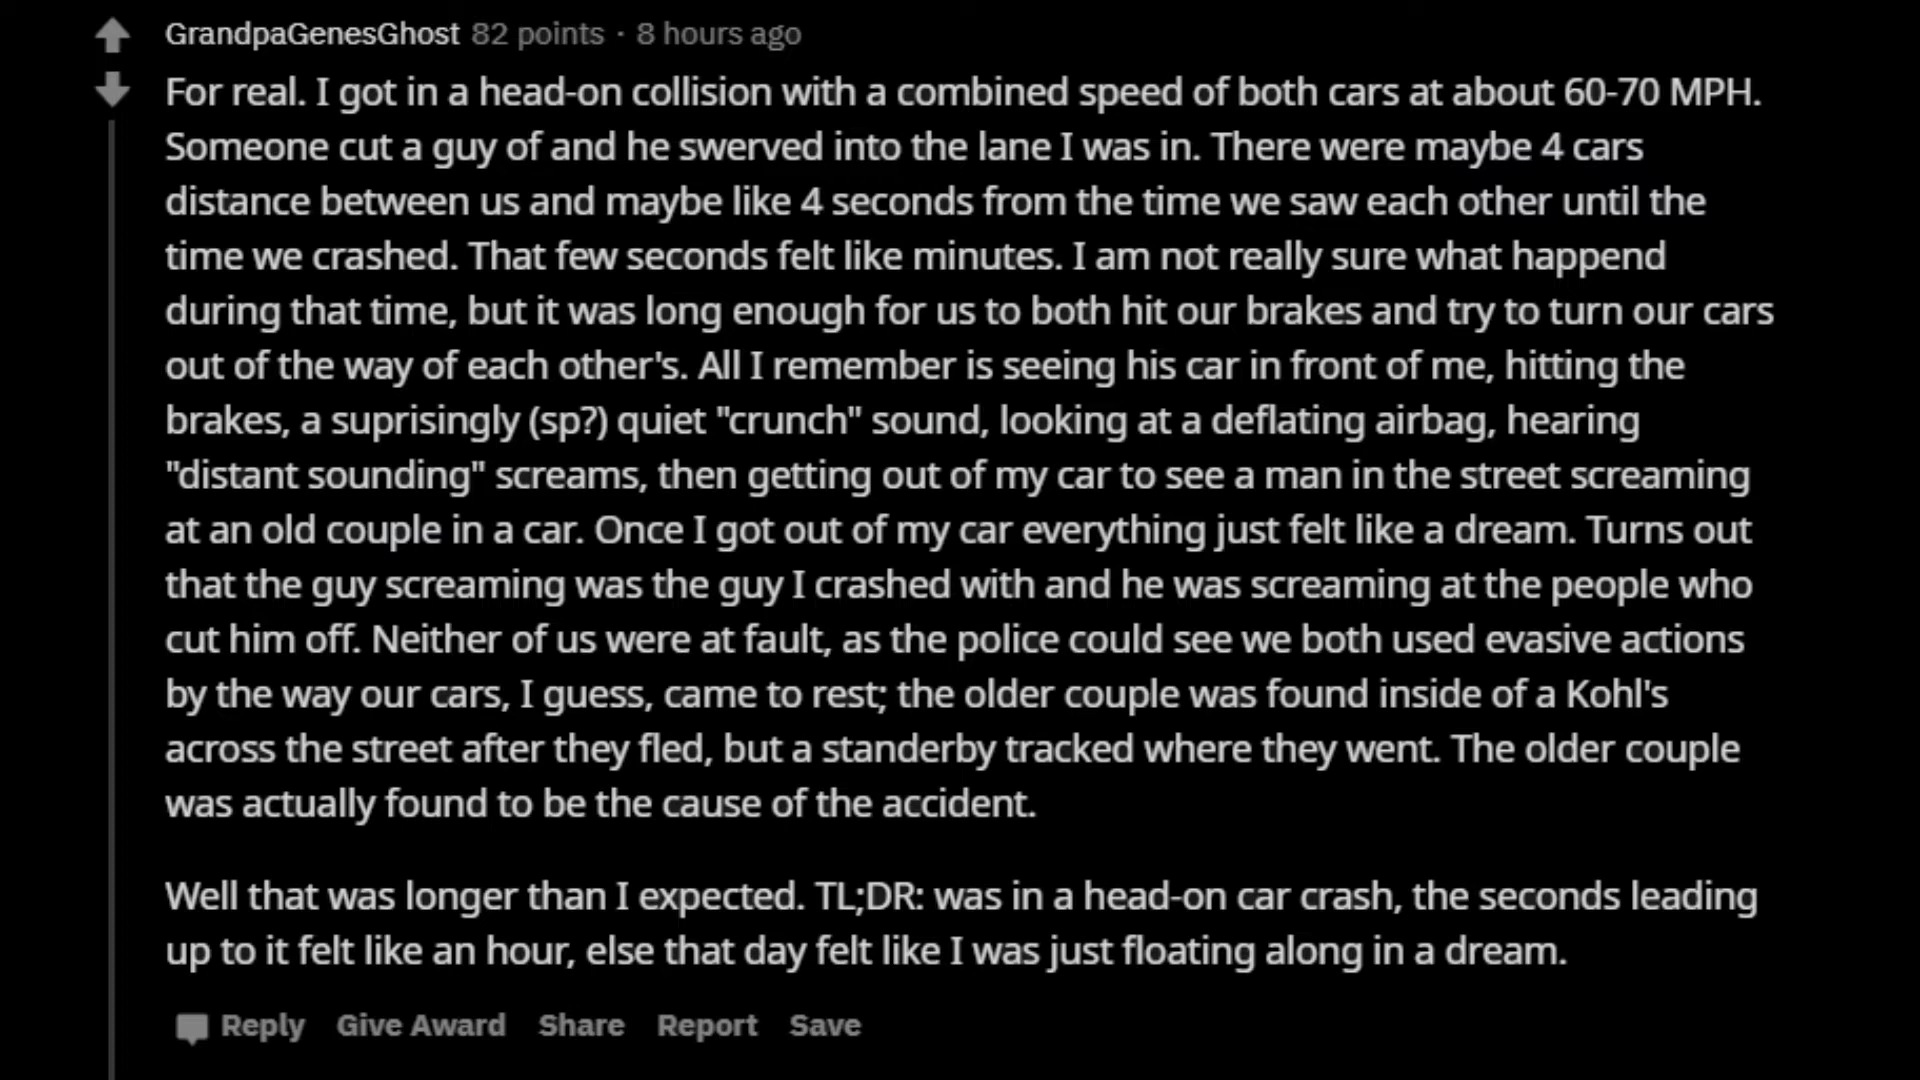 GrandpaGenesGhost 82 points · 8 hours ago
For real. I got in a head-on collision with a combined speed of both cars at about 60-70 MPH.
Someone cut a guy of and he swerved into the lane I was in. There were maybe 4 cars
distance between us and maybe like 4 seconds from the time we saw each other until the
time we crashed. That few seconds felt like minutes. I am not really sure what happend
during that time, but it was long enough for us to both hit our brakes and try to turn our cars
out of the way of each other's. All I remember is seeing his car in front of me, hitting the
brakes, a suprisingly (sp?) quiet "crunch" sound, looking at a deflating airbag, hearing
"distant sounding" screams, then getting out of my car to see a man in the street screaming
at an old couple in a car. Once I got out of my car everything just felt like a dream. Turns out
that the guy screaming was the guy I crashed with and he was screaming at the people who
cut him off. Neither of us were at fault, as the police could see we both used evasive actions
by the way our cars, I guess, came to rest; the older couple was found inside of a Kohl's
across the street after they fled, but a standerby tracked where they went. The older couple
was actually found to be the cause of the accident.
Well that was longer than I expected. TL;DR: was in a head-on car crash, the seconds leading
up to it felt like an hour, else that day felt like I was just floating along in a dream.
Reply Give Award Share Report Save